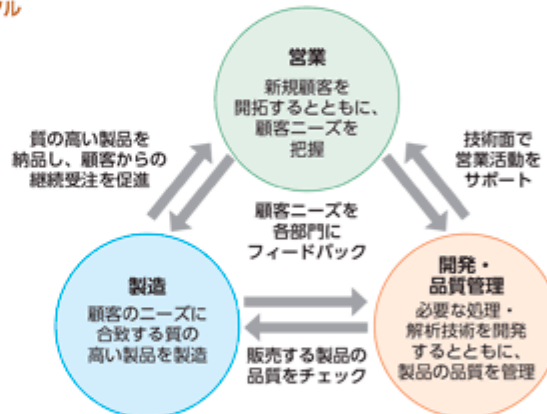 ル
営業
新規顧客を
開拓するとともに、
顧客ニーズを
把握
質の高い製品を
納品し、顧客からの
継続受注を促進
技術面で
営業活動を
サポート
顧客ニーズを
各部門に
フィードバック
製造
顧客のニーズに
合致する質の
高い製品を製造
開発・
品質管理
必要な処理・
解析技術を開発
するとともに、
製品の品質を管理
販売する製品の
品質をチェック